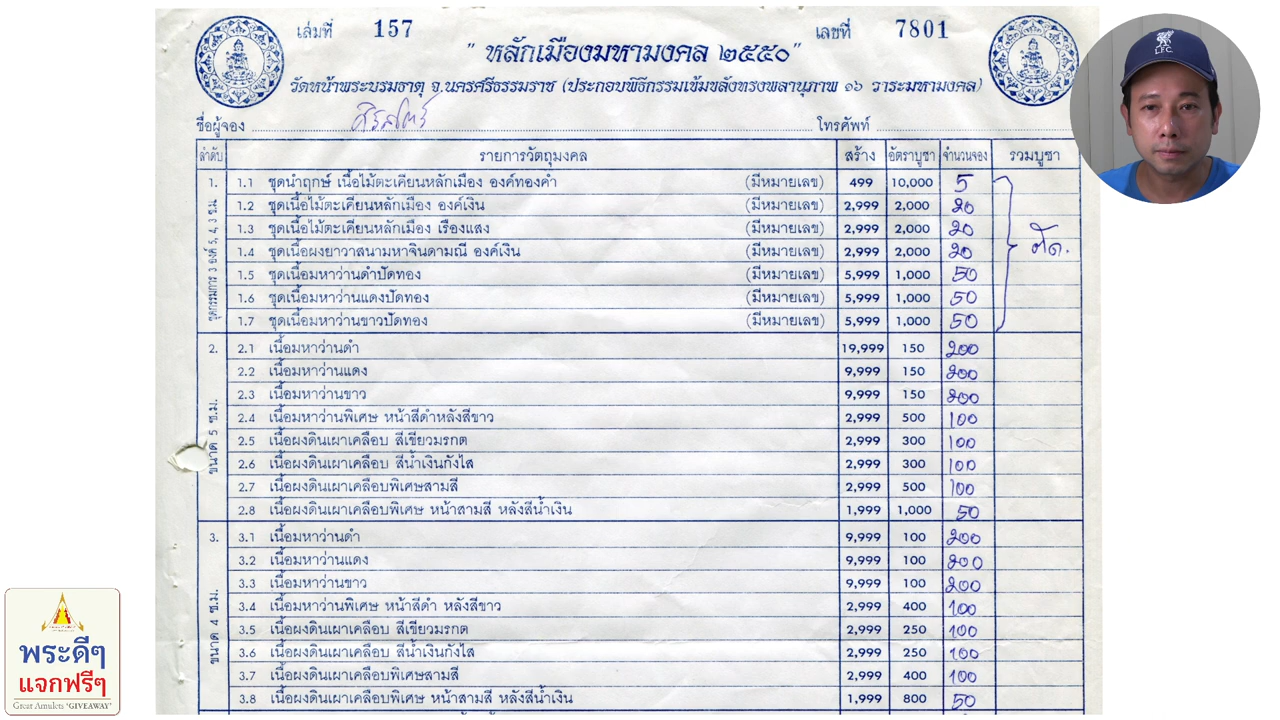 เล่มที่ 157 เลขที่ 7801
" หลักเมืองมหามงคล ๒๕๕๐"
วัดหน้าพระบรมธาตุ จ.นครศรีธรรมราช (ประกอบพิธีกรรมเข้มขลังทรงพลานุภาพ ๑๖ วาระมหามงคล)
ชื่อผู้จอง โทรศัพท์
ลำดับ รายการวัตถุมงคล สร้าง อัตราบูชา จำนวนจอง รวมบูชา
ชุดกรรมการ 3 องค์ 5, 4, 3 ซ.ม.
1. 1.1 ชุดนำฤกษ์ เนื้อไม้ตะเคียนหลักเมือง องค์ทองคำ (มีหมายเลข) 499 10,000 5
1.2 ชุดเนื้อไม้ตะเคียนหลักเมือง องค์เงิน (มีหมายเลข) 2,999 2,000 20
1.3 ชุดเนื้อไม้ตะเคียนหลักเมือง เรืองแสง (มีหมายเลข) 2,999 2,000 20
1.4 ชุดเนื้อผงยาวาสนามหาจินดามณี องค์เงิน (มีหมายเลข) 2,999 2,000 20
1.5 ชุดเนื้อมหาว่านดำปัดทอง (มีหมายเลข) 5,999 1,000 50
1.6 ชุดเนื้อมหาว่านแดงปัดทอง (มีหมายเลข) 5,999 1,000 50
1.7 ชุดเนื้อมหาว่านขาวปัดทอง (มีหมายเลข) 5,999 1,000 50
ขนาด 5 ซ.ม.
2. 2.1 เนื้อมหาว่านดำ 19,999 150 200
2.2 เนื้อมหาว่านแดง 9,999 150 200
2.3 เนื้อมหาว่านขาว 9,999 150 200
2.4 เนื้อมหาว่านพิเศษ หน้าสีดำหลังสีขาว 2,999 500 100
2.5 เนื้อผงดินเผาเคลือบ สีเขียวมรกต 2,999 300 100
2.6 เนื้อผงดินเผาเคลือบ สีน้ำเงินกังไส 2,999 300 100
2.7 เนื้อผงดินเผาเคลือบพิเศษสามสี 2,999 500 100
2.8 เนื้อผงดินเผาเคลือบพิเศษ หน้าสามสี หลังสีน้ำเงิน 1,999 1,000 50
ขนาด 4 ซ.ม.
3. 3.1 เนื้อมหาว่านดำ 9,999 100 200
3.2 เนื้อมหาว่านแดง 9,999 100 200
3.3 เนื้อมหาว่านขาว 9,999 100 200
3.4 เนื้อมหาว่านพิเศษ หน้าสีดำ หลังสีขาว 2,999 400 100
3.5 เนื้อผงดินเผาเคลือบ สีเขียวมรกต 2,999 250 100
3.6 เนื้อผงดินเผาเคลือบ สีน้ำเงินกังไส 2,999 250 100
3.7 เนื้อผงดินเผาเคลือบพิเศษสามสี 2,999 400 100
3.8 เนื้อผงดินเผาเคลือบพิเศษ หน้าสามสี หลังสีน้ำเงิน 1,999 800 50
L.F.C.
พระดีๆ
แจกฟรีๆ
Great Amulets 'GIVEAWAY'